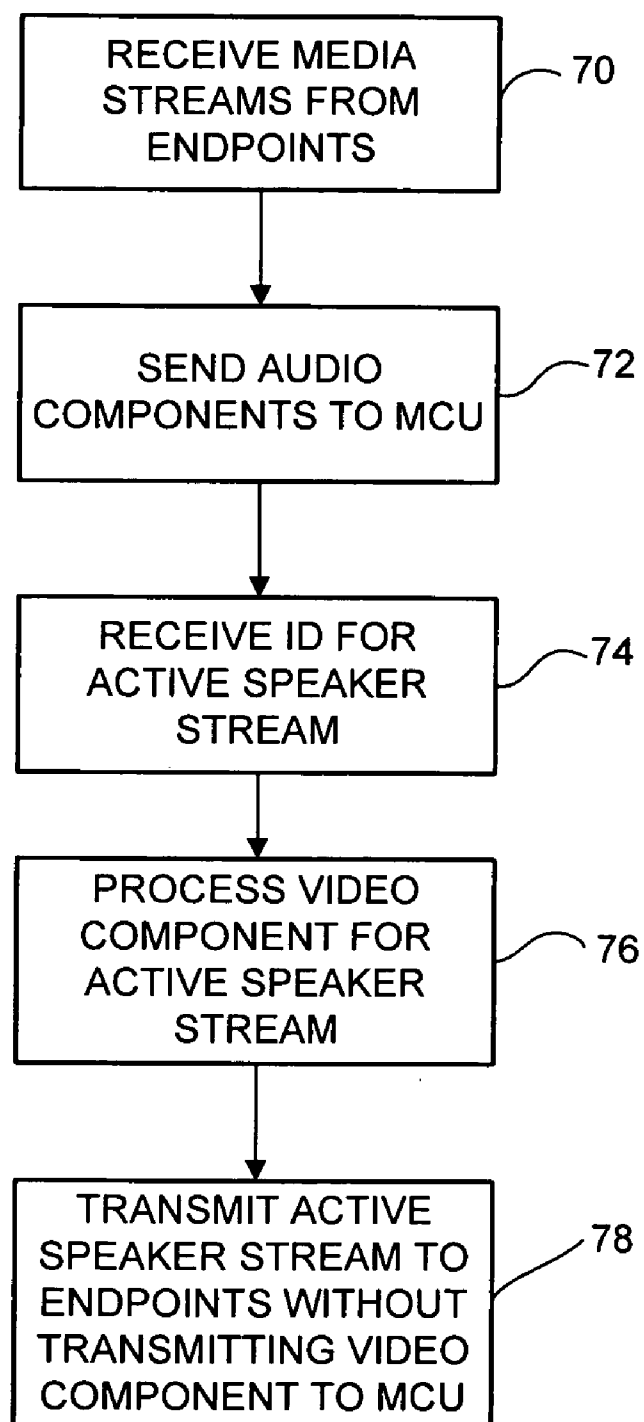 RECEIVE MEDIA
STREAMS FROM
ENDPOINTS
70
SEND AUDIO
COMPONENTS TO MCU
72
RECEIVE ID FOR
ACTIVE SPEAKER
STREAM
74
PROCESS VIDEO
COMPONENT FOR
ACTIVE SPEAKER
STREAM
76
TRANSMIT ACTIVE
SPEAKER STREAM TO
ENDPOINTS WITHOUT
TRANSMITTING VIDEO
COMPONENT TO MCU
78